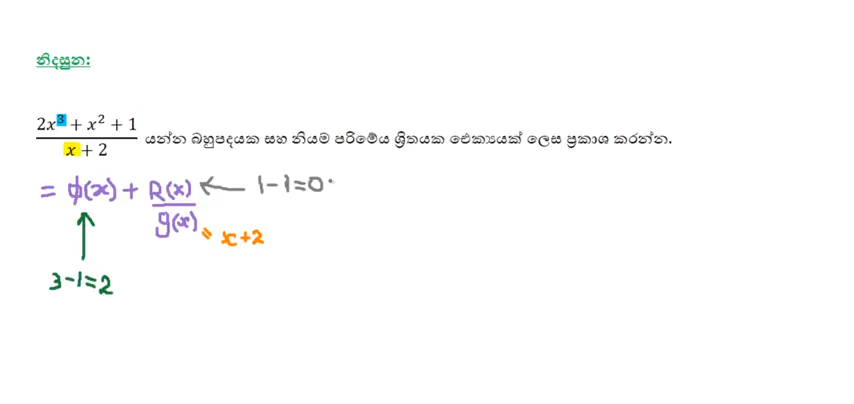 නිදසුන:
2x³ + x² + 1
x + 2
යන්න බහුපදයක සහ නියම පරිමේය ශ්‍රිතයක ඓක්‍යයක් ලෙස ප්‍රකාශ කරන්න.
= ϕ(x) + R(x)/g(x) ← 1-1=0
= x+2
3-1=2